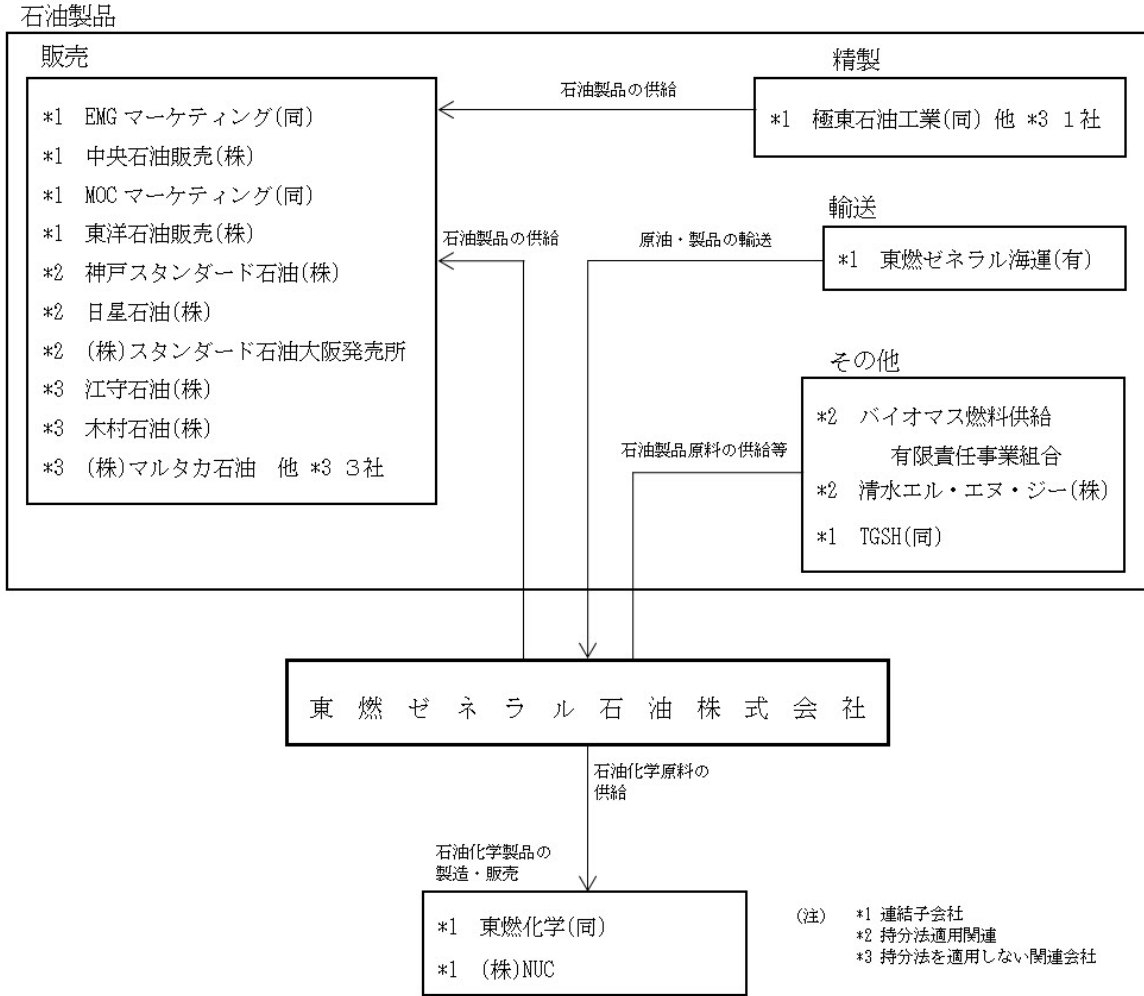 石油製品
販売
*1 EMG マーケティング(同)
*1 中央石油販売(株)
*1 MOC マーケティング(同)
*1 東洋石油販売(株)
*2 神戸スタンダード石油(株)
*2 日星石油(株)
*2 (株)スタンダード石油大阪発売所
*3 江守石油(株)
*3 木村石油(株)
*3 (株)マルタカ石油 他 *3 3社
石油製品の供給
精製
*1 極東石油工業(同) 他 *3 1社
石油製品の供給
原油・製品の輸送
輸送
*1 東燃ゼネラル海運(有)
石油製品原料の供給等
その他
*2 バイオマス燃料供給
有限責任事業組合
*2 清水エル・エヌ・ジー(株)
*1 TGSH(同)
東燃ゼネラル石油株式会社
石油化学原料の
供給
石油化学製品の
製造・販売
*1 東燃化学(同)
*1 (株)NUC
(注) *1 連結子会社
*2 持分法適用関連
*3 持分法を適用しない関連会社